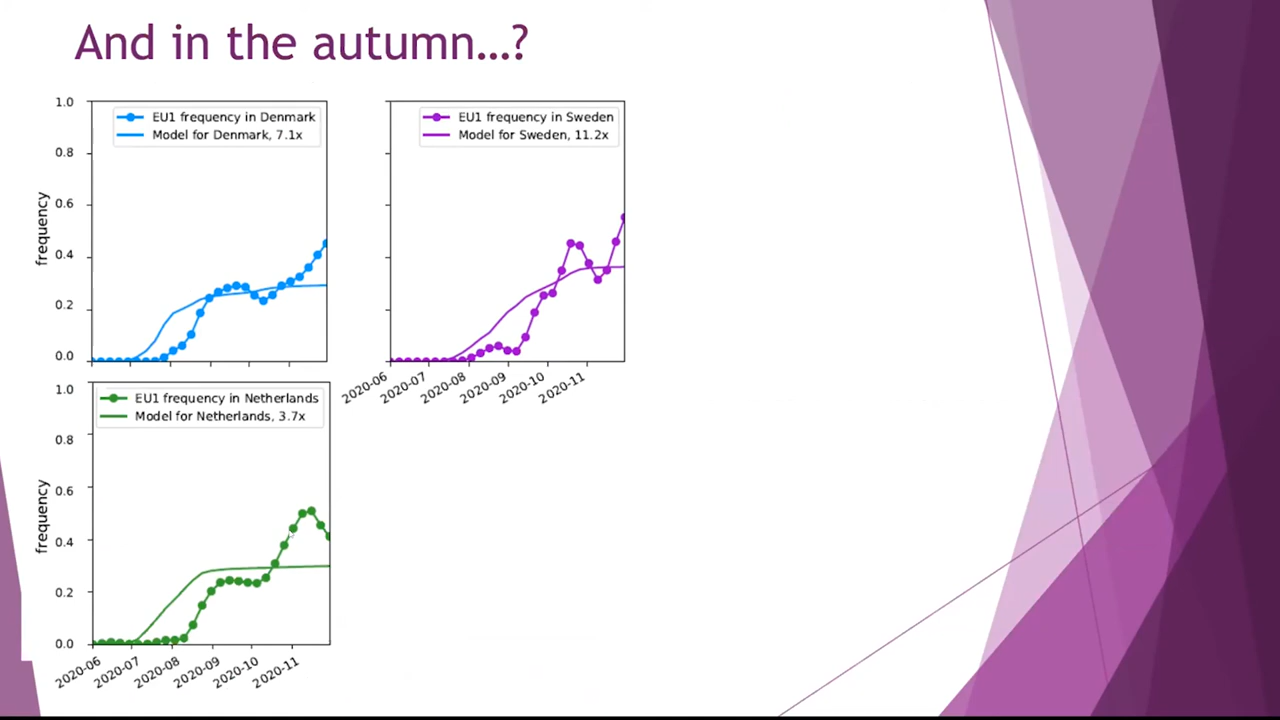 And in the autumn…?
1.0
0.8
0.6
0.4
0.2
0.0
frequency
EU1 frequency in Denmark
Model for Denmark, 7.1x
EU1 frequency in Sweden
Model for Sweden, 11.2x
2020-06
2020-07
2020-08
2020-09
2020-10
2020-11
1.0
0.8
0.6
0.4
0.2
0.0
frequency
EU1 frequency in Netherlands
Model for Netherlands, 3.7x
2020-06
2020-07
2020-08
2020-09
2020-10
2020-11